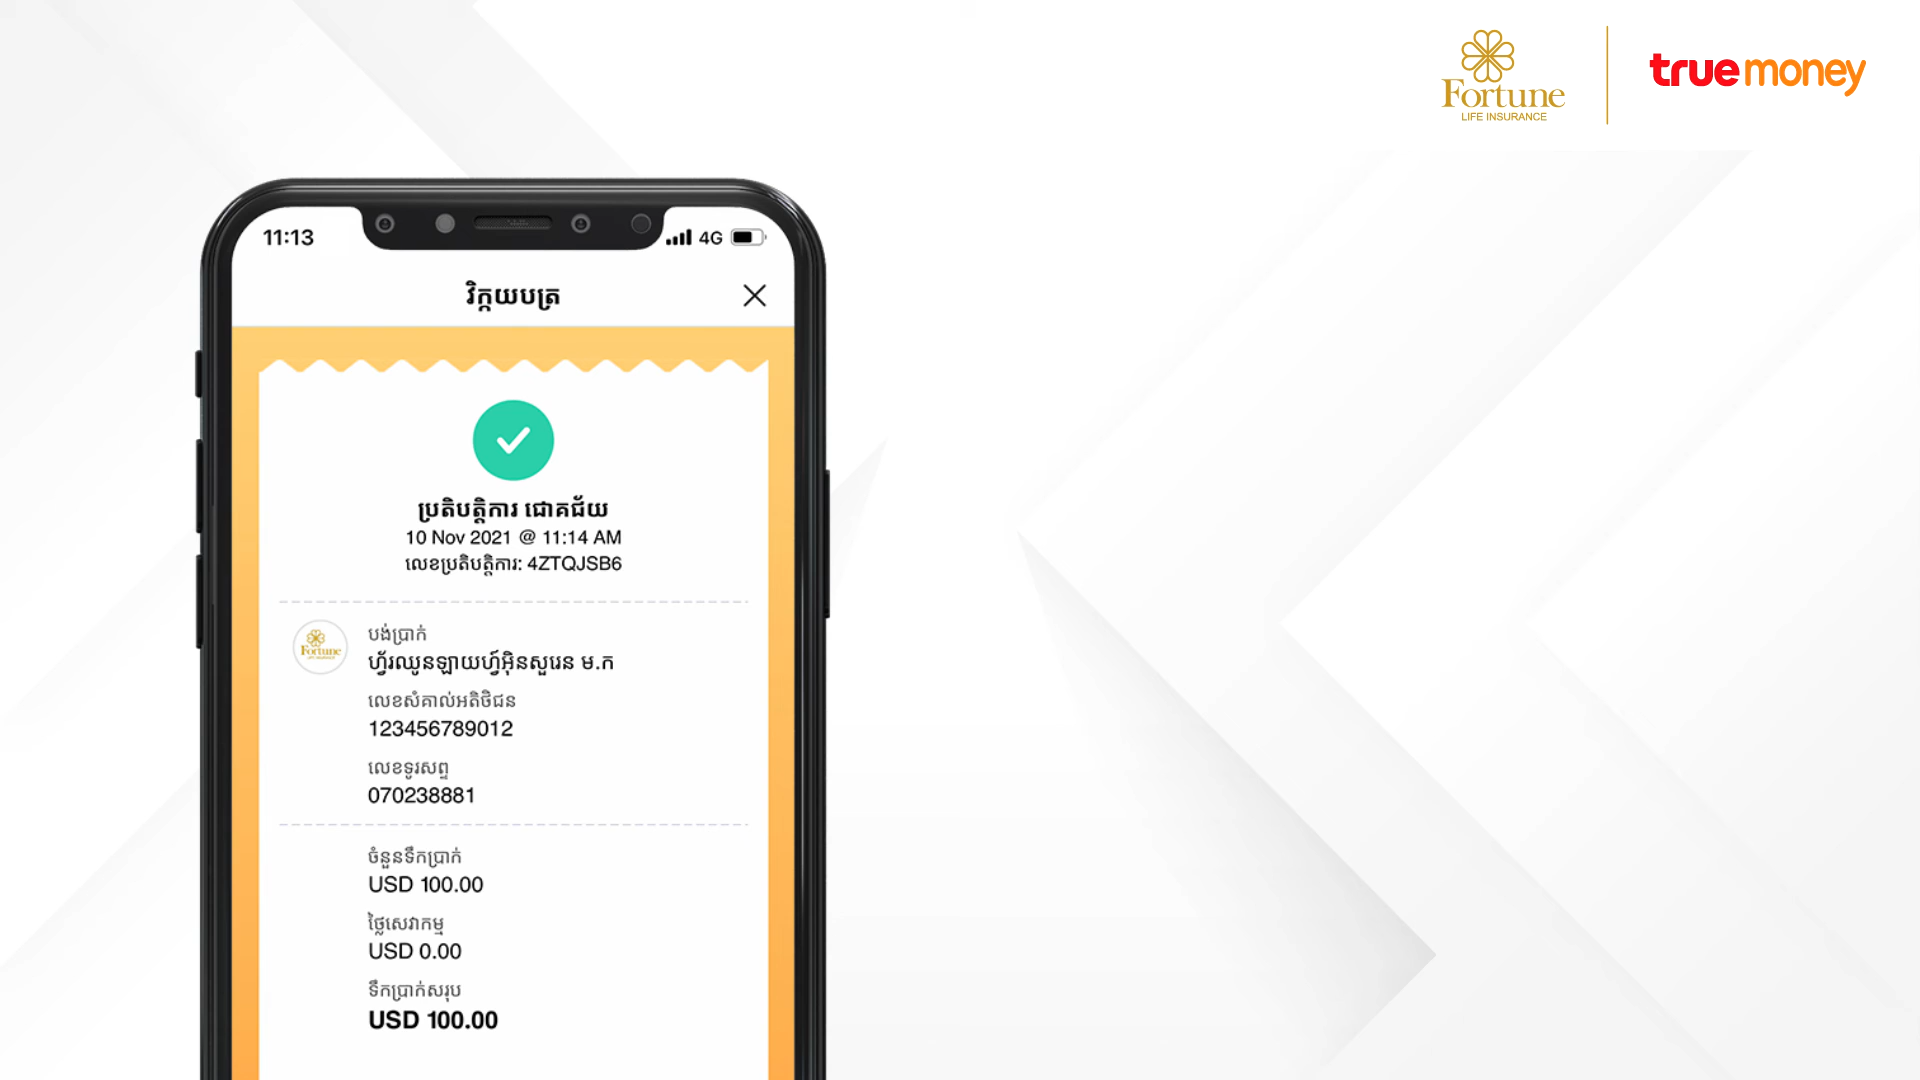 Fortune
LIFE INSURANCE
truemoney
11:13
4G
វិក្កយបត្រ
ប្រតិបត្តិការ ជោគជ័យ
10 Nov 2021 @ 11:14 AM
លេខប្រតិបត្តិការ: 4ZTQJSB6
Fortune
LIFE INSURANCE
បង់ប្រាក់
ហ្វ័រឈូនឡាយហ្វ៍អ៊ិនសួរេន ម.ក
លេខសំគាល់អតិថិជន
123456789012
លេខទូរសព្ទ
070238881
ចំនួនទឹកប្រាក់
USD 100.00
ថ្លៃសេវាកម្ម
USD 0.00
ទឹកប្រាក់សរុប
USD 100.00